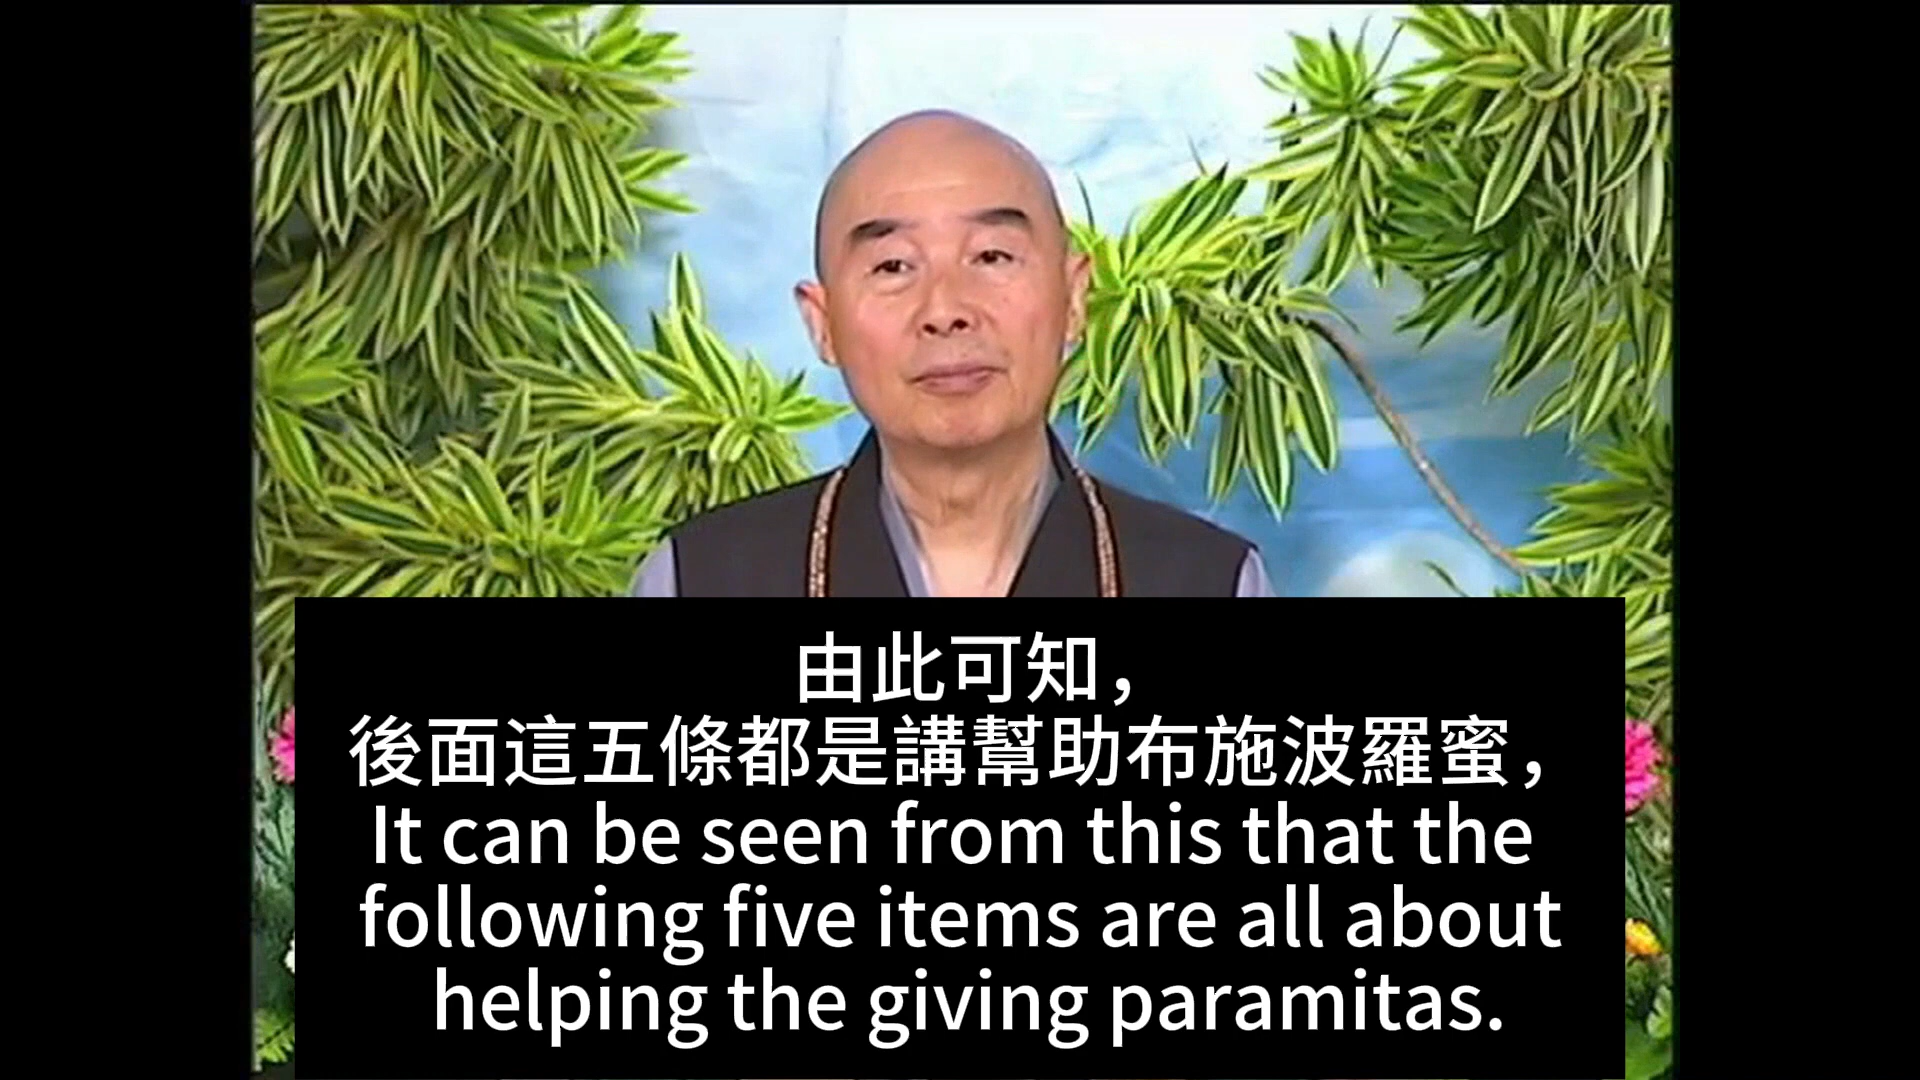 由此可知，
後面這五條都是講幫助布施波羅蜜，
It can be seen from this that the
following five items are all about
helping the giving paramitas.